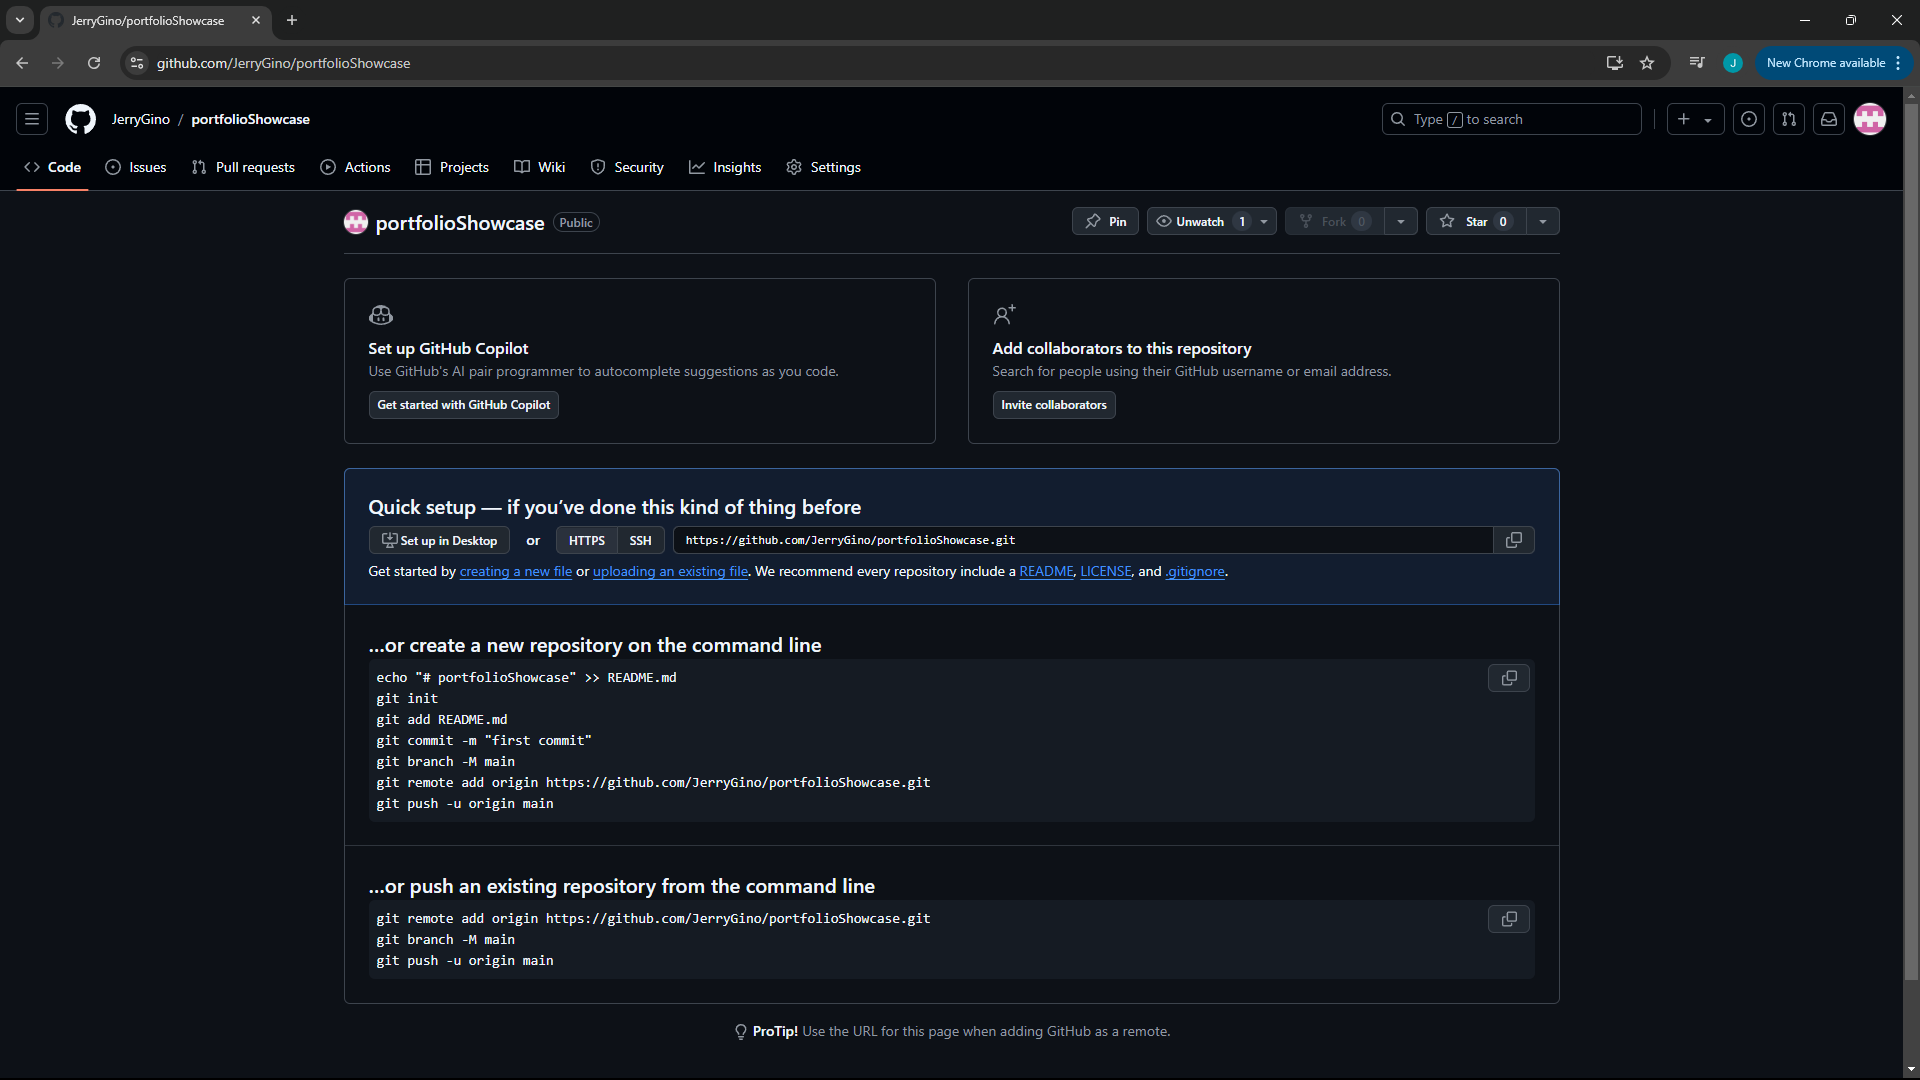 JerryGino/portfolioShowcase
github.com/JerryGino/portfolioShowcase
J
New Chrome available
JerryGino / portfolioShowcase
Type / to search
Code Issues Pull requests Actions Projects Wiki Security Insights Settings
portfolioShowcase Public
Pin Unwatch 1 Fork 0 Star 0
Set up GitHub Copilot
Use GitHub's AI pair programmer to autocomplete suggestions as you code.
Get started with GitHub Copilot
Add collaborators to this repository
Search for people using their GitHub username or email address.
Invite collaborators
Quick setup — if you’ve done this kind of thing before
Set up in Desktop or HTTPS SSH https://github.com/JerryGino/portfolioShowcase.git
Get started by creating a new file or uploading an existing file. We recommend every repository include a README, LICENSE, and .gitignore.
…or create a new repository on the command line
echo "# portfolioShowcase" >> README.md
git init
git add README.md
git commit -m "first commit"
git branch -M main
git remote add origin https://github.com/JerryGino/portfolioShowcase.git
git push -u origin main
…or push an existing repository from the command line
git remote add origin https://github.com/JerryGino/portfolioShowcase.git
git branch -M main
git push -u origin main
ProTip! Use the URL for this page when adding GitHub as a remote.